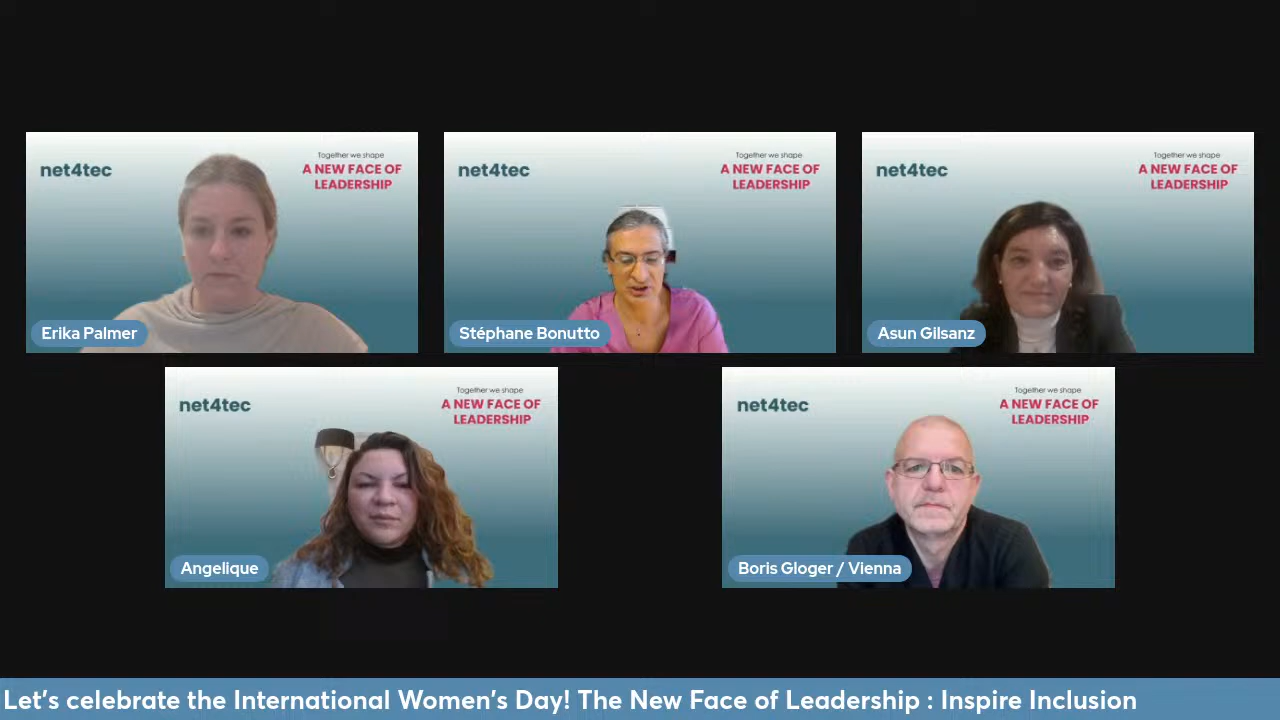 net4tec
Together we shape
A NEW FACE OF
LEADERSHIP
Erika Palmer
net4tec
Together we shape
A NEW FACE OF
LEADERSHIP
Stéphane Bonutto
net4tec
Together we shape
A NEW FACE OF
LEADERSHIP
Asun Gilsanz
net4tec
Together we shape
A NEW FACE OF
LEADERSHIP
Angelique
net4tec
Together we shape
A NEW FACE OF
LEADERSHIP
Boris Gloger / Vienna
Let's celebrate the International Women's Day! The New Face of Leadership : Inspire Inclusion